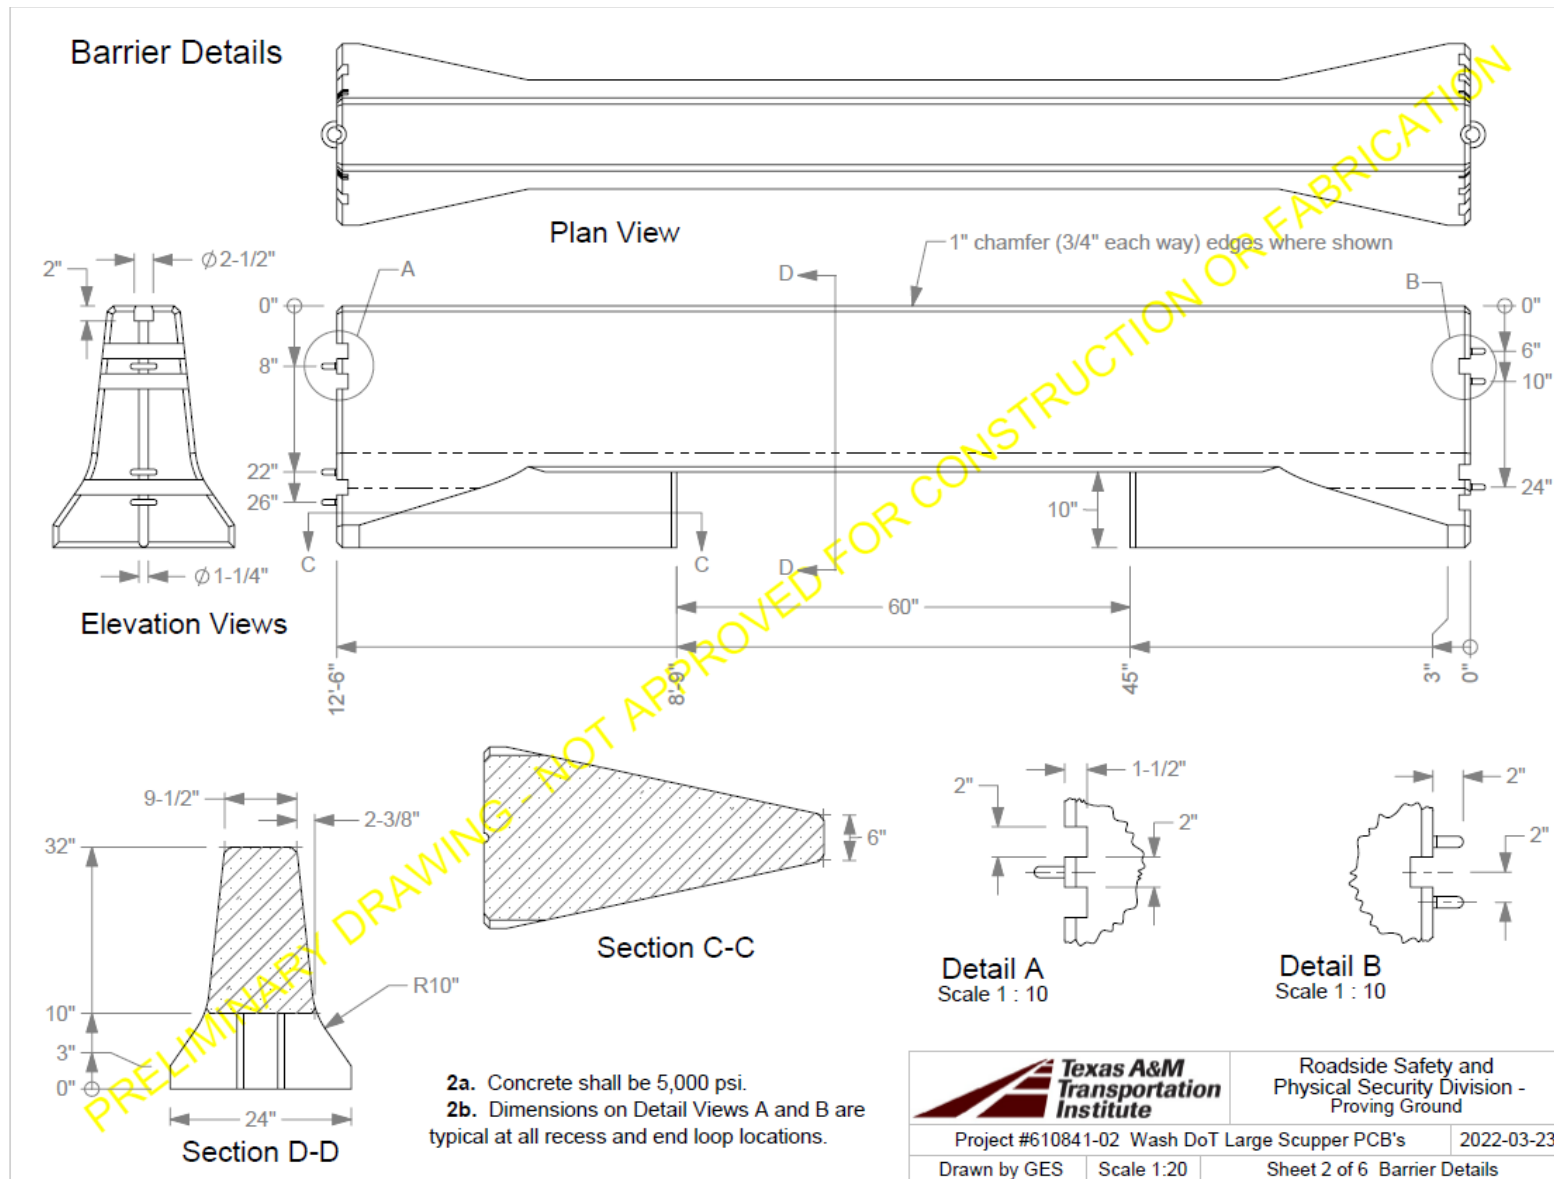 Barrier Details
Plan View
1" chamfer (3/4" each way) edges where shown
2"
Ø2-1/2"
A
D
B
0"
8"
22"
26"
0"
6"
10"
24"
10"
C
C
D
Ø1-1/4"
Elevation Views
60"
12'-6"
8'-9"
45"
3"
0"
PRELIMINARY DRAWING - NOT APPROVED FOR CONSTRUCTION OR FABRICATION
9-1/2"
2-3/8"
32"
R10"
10"
3"
0"
24"
Section D-D
6"
Section C-C
2"
1-1/2"
2"
Detail A
Scale 1 : 10
2"
2"
Detail B
Scale 1 : 10
2a. Concrete shall be 5,000 psi.
2b. Dimensions on Detail Views A and B are
typical at all recess and end loop locations.
Texas A&M
Transportation
Institute
Roadside Safety and
Physical Security Division -
Proving Ground
Project #610841-02 Wash DoT Large Scupper PCB's
2022-03-23
Drawn by GES
Scale 1:20
Sheet 2 of 6 Barrier Details